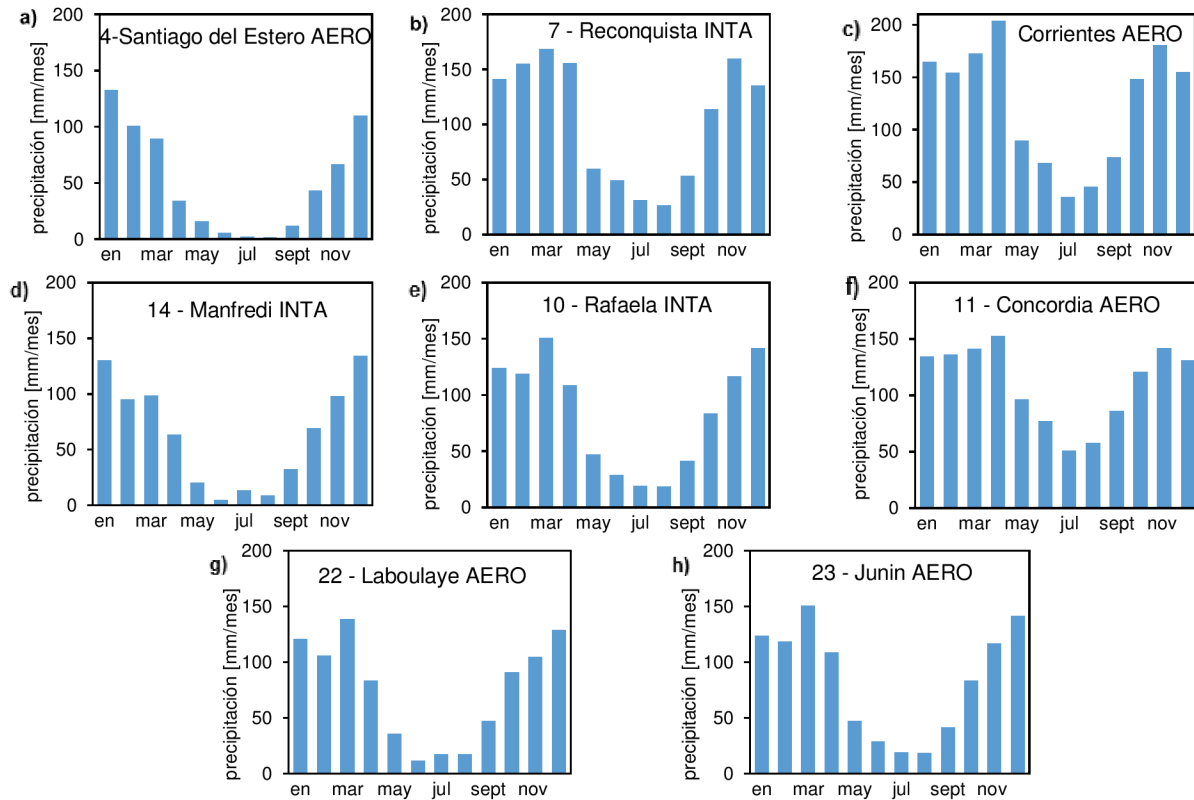 a)
4-Santiago del Estero AERO
precipitación [mm/mes]
200
150
100
50
0
en mar may jul sept nov
b)
7 - Reconquista INTA
precipitación [mm/mes]
200
150
100
50
0
en mar may jul sept nov
c)
Corrientes AERO
precipitación [mm/mes]
200
150
100
50
0
en mar may jul sept nov
d)
14 - Manfredi INTA
precipitación [mm/mes]
200
150
100
50
0
en mar may jul sept nov
e)
10 - Rafaela INTA
precipitación [mm/mes]
200
150
100
50
0
en mar may jul sept nov
f)
11 - Concordia AERO
precipitación [mm/mes]
200
150
100
50
0
en mar may jul sept nov
g)
22 - Laboulaye AERO
precipitación [mm/mes]
200
150
100
50
0
en mar may jul sept nov
h)
23 - Junin AERO
precipitación [mm/mes]
200
150
100
50
0
en mar may jul sept nov